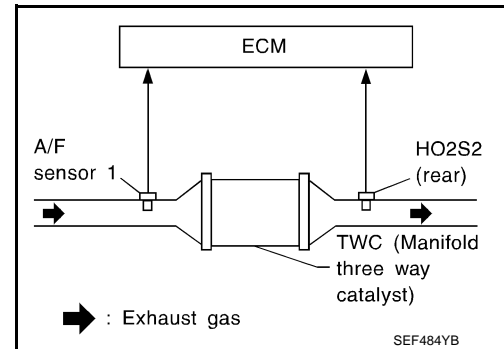 ECM
A/F
sensor 1
HO2S2
(rear)
TWC (Manifold
three way
catalyst)
: Exhaust gas
SEF484YB